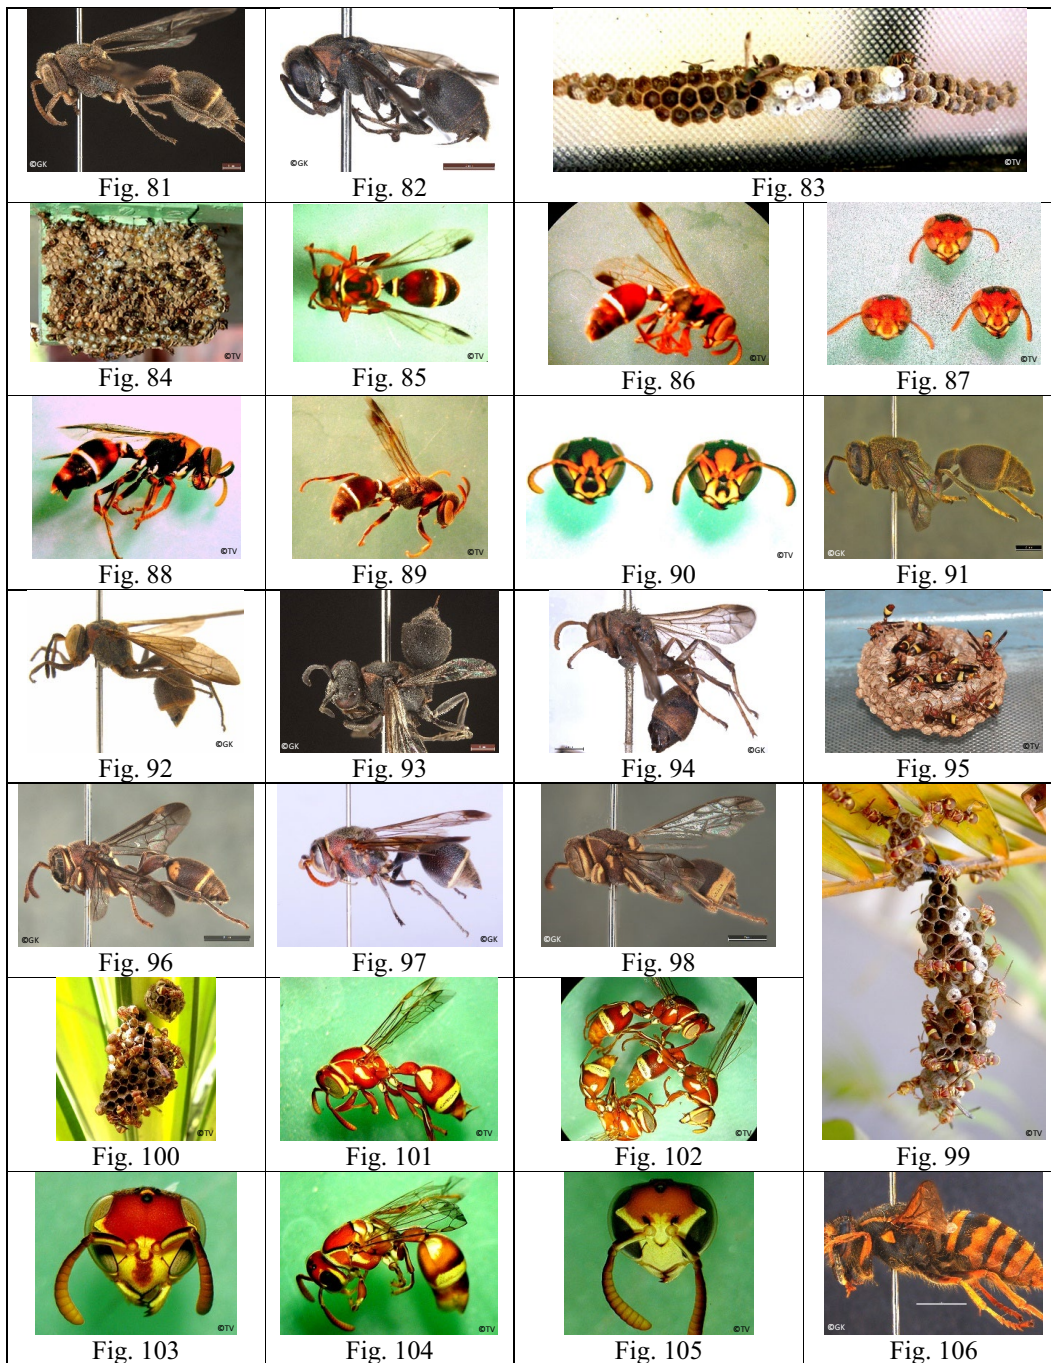 ©GK
©GK
©TV
Fig. 81
Fig. 82
Fig. 83
©TV
©TV
©TV
©TV
Fig. 84
Fig. 85
Fig. 86
Fig. 87
©TV
©TV
©TV
©GK
Fig. 88
Fig. 89
Fig. 90
Fig. 91
©GK
©GK
©GK
©TV
Fig. 92
Fig. 93
Fig. 94
Fig. 95
©GK
©GK
©GK
Fig. 96
Fig. 97
Fig. 98
©TV
©TV
©TV
©TV
Fig. 100
Fig. 101
Fig. 102
Fig. 99
©TV
©TV
©TV
©GK
Fig. 103
Fig. 104
Fig. 105
Fig. 106